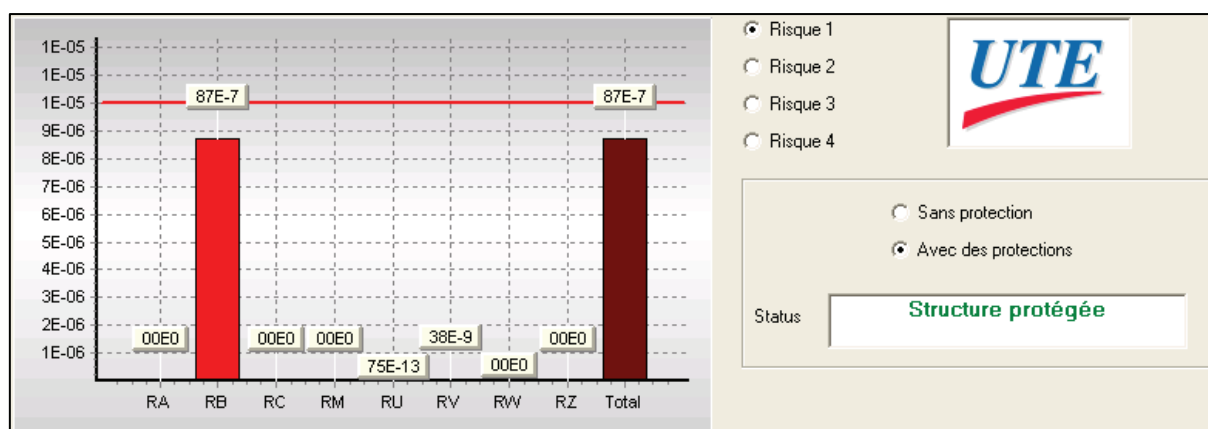 1E-05
1E-05
1E-05
9E-06
8E-06
7E-06
6E-06
5E-06
4E-06
3E-06
2E-06
1E-06
87E-7
87E-7
00E0
00E0
00E0
75E-13
38E-9
00E0
00E0
RA RB RC RM RU RV RW RZ Total
Risque 1
Risque 2
Risque 3
Risque 4
UTE
Sans protection
Avec des protections
Status
Structure protégée